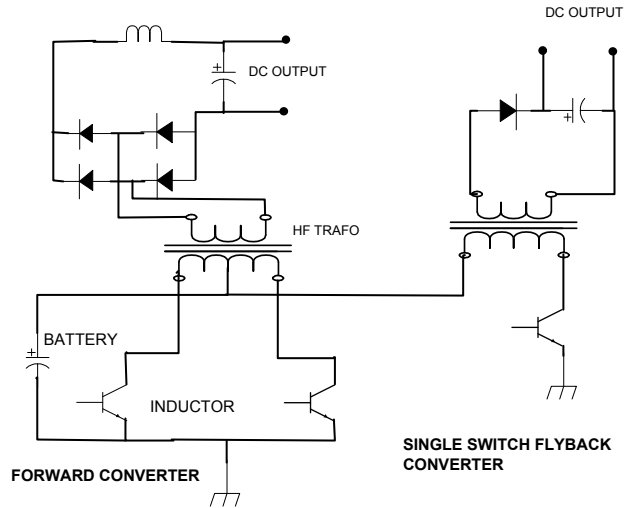 DC OUTPUT
+
DC OUTPUT
+
HF TRAFO
BATTERY
+
INDUCTOR
SINGLE SWITCH FLYBACK
CONVERTER
FORWARD CONVERTER